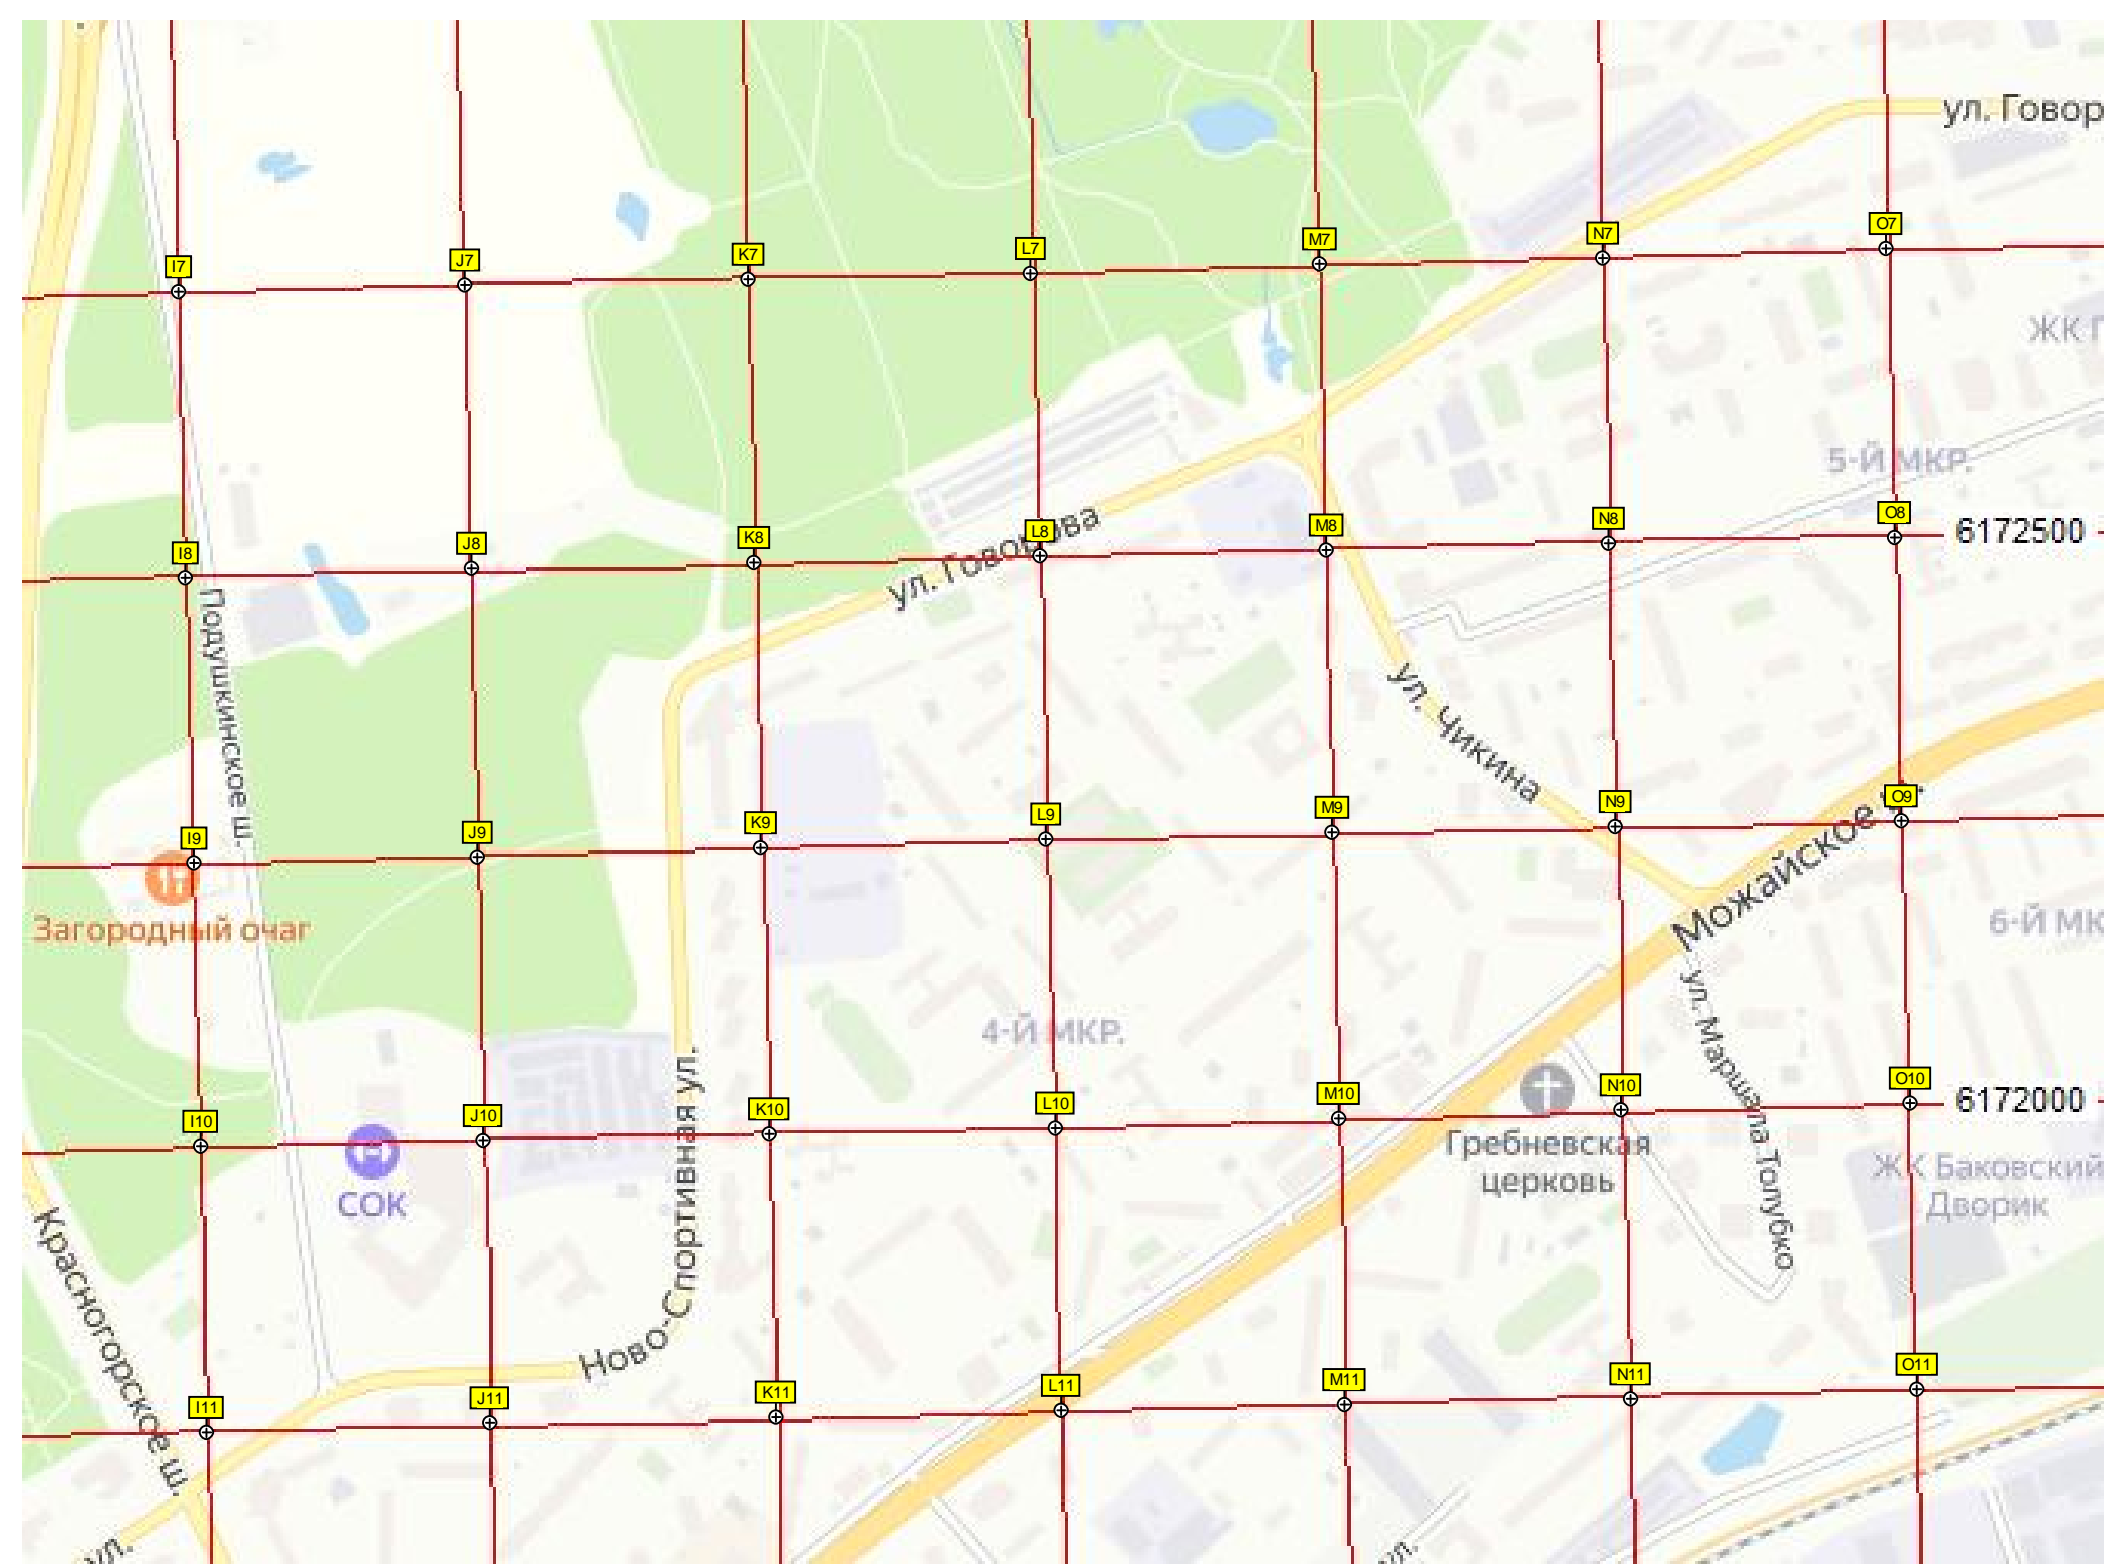 ул. Говор
I7
J7
K7
L7
M7
N7
O7
ЖК Г
5-Й МКР.
I8
J8
K8
L8
M8
N8
O8
6172500
ул. Говорова
Подушкинское ш.
ул. Чикина
I9
J9
K9
L9
M9
N9
O9
Можайское
Загородный очаг
6-Й МК
4-Й МКР.
ул. Маршала Толубко
I10
J10
K10
L10
M10
N10
O10
6172000
Гребневская
церковь
ЖК Баковский
Дворик
СОК
Красногорское ш.
Ново-Спортивная ул.
I11
J11
K11
L11
M11
N11
O11
ул.
ул.